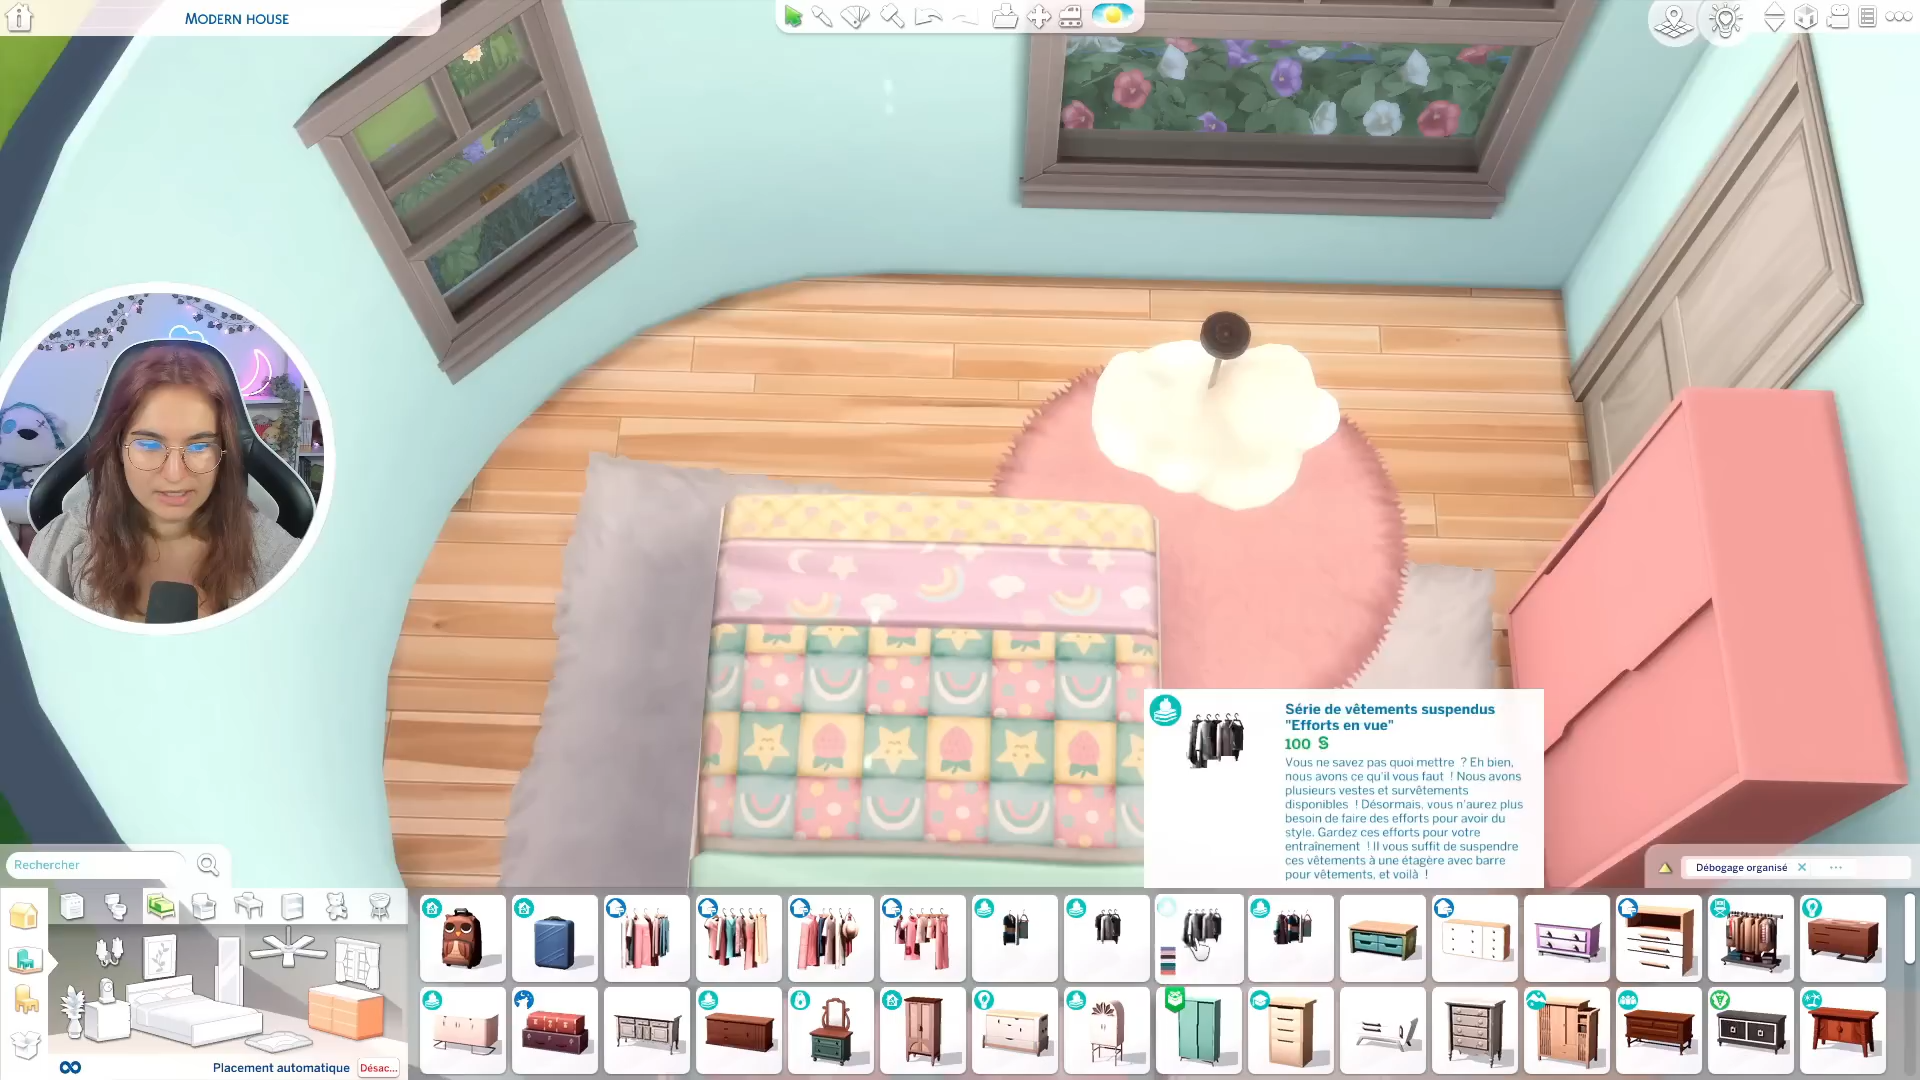 MODERN HOUSE
Série de vêtements suspendus
"Efforts en vue"
100 $
Vous ne savez pas quoi mettre ? Eh bien,
nous avons ce qu'il vous faut ! Nous avons
plusieurs vestes et survêtements
disponibles ! Désormais, vous n'aurez plus
besoin de faire des efforts pour avoir du
style. Gardez ces efforts pour votre
entraînement ! Il vous suffit de suspendre
ces vêtements à une étagère avec barre
pour vêtements, et voilà !
Rechercher
Débogage organisé
Placement automatique
Désac...